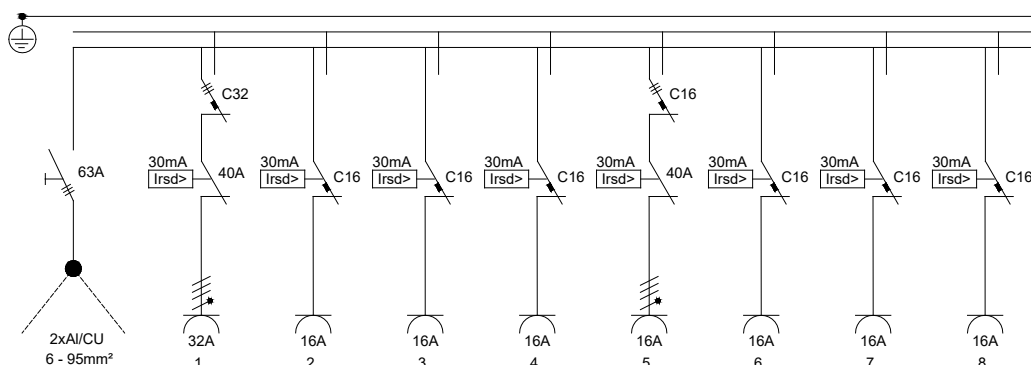 C32
C16
63A
30mA
Irsd>
40A
30mA
Irsd>
C16
30mA
Irsd>
C16
30mA
Irsd>
C16
30mA
Irsd>
40A
30mA
Irsd>
C16
30mA
Irsd>
C16
30mA
Irsd>
C16
2xAl/CU
6 - 95mm²
32A
1
16A
2
16A
3
16A
4
16A
5
16A
6
16A
7
16A
8